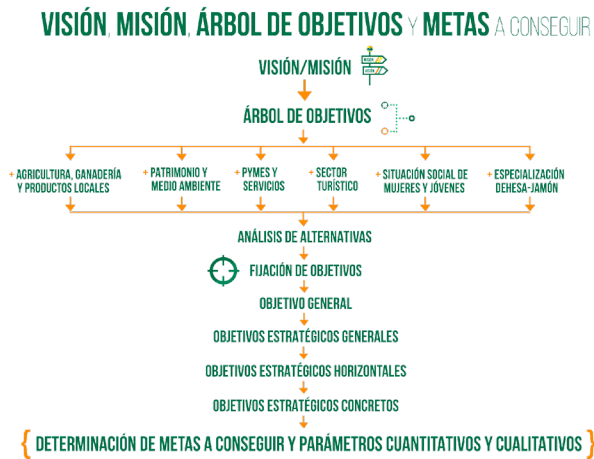 VISIÓN, MISIÓN, ÁRBOL DE OBJETIVOS Y METAS A CONSEGUIR
VISIÓN/MISIÓN
ÁRBOL DE OBJETIVOS
+ AGRICULTURA, GANADERÍA
Y PRODUCTOS LOCALES
+ PATRIMONIO Y
MEDIO AMBIENTE
+ PYMES Y
SERVICIOS
+ SECTOR
TURÍSTICO
+ SITUACIÓN SOCIAL DE
MUJERES Y JÓVENES
+ ESPECIALIZACIÓN
DEHESA-JAMÓN
ANÁLISIS DE ALTERNATIVAS
FIJACIÓN DE OBJETIVOS
OBJETIVO GENERAL
OBJETIVOS ESTRATÉGICOS GENERALES
OBJETIVOS ESTRATÉGICOS HORIZONTALES
OBJETIVOS ESTRATÉGICOS CONCRETOS
{ DETERMINACIÓN DE METAS A CONSEGUIR Y PARÁMETROS CUANTITATIVOS Y CUALITATIVOS }